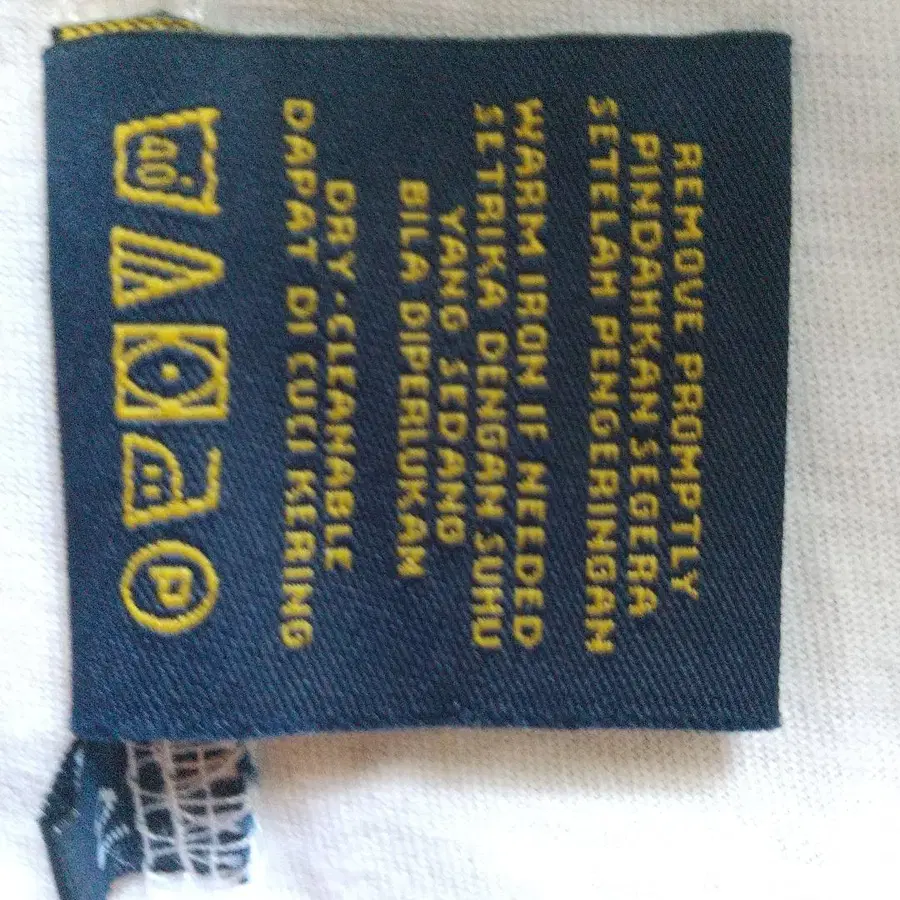 REMOVE PROMPTLY
PINDAHKAN SEGERA
SETELAH PENGERINGAN
WARM IRON IF NEEDED
SETRIKA DENGAN SUHU
YANG SEDANG
BILA DIPERLUKAN
DRY-CLEANABLE
DAPAT DI CUCI KERING
40° P